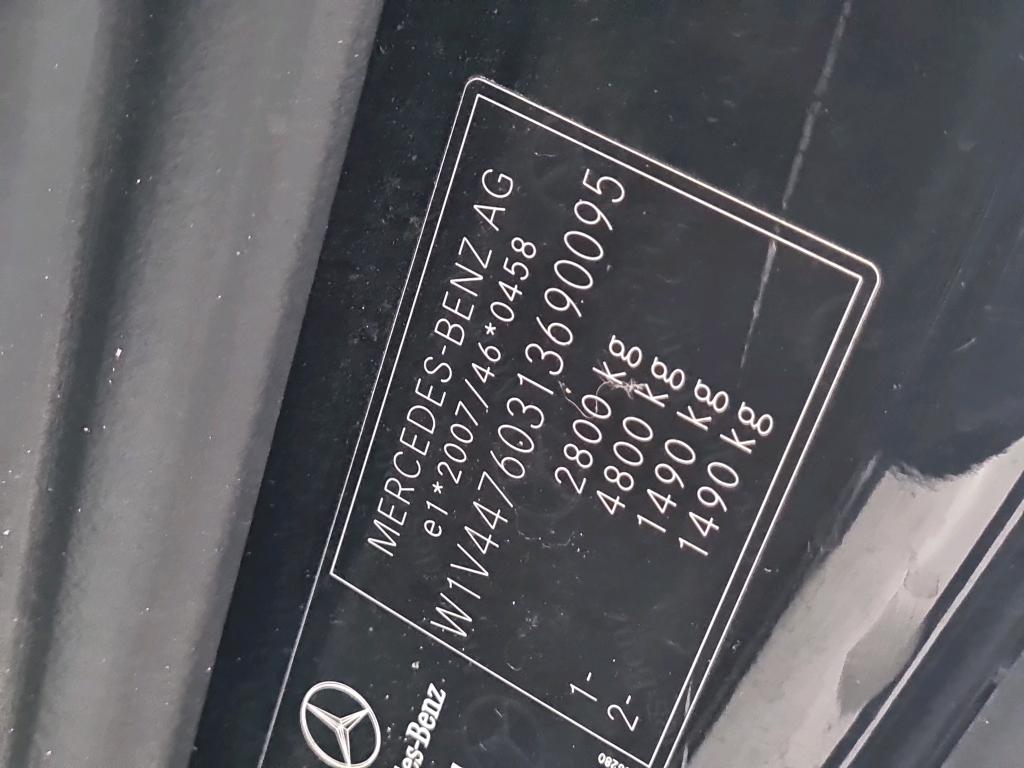 MERCEDES-BENZ AG
e1*2007/46*0458
W1V44760313690095
2800 kg
4800 kg
1- 1490 kg
2- 1490 kg